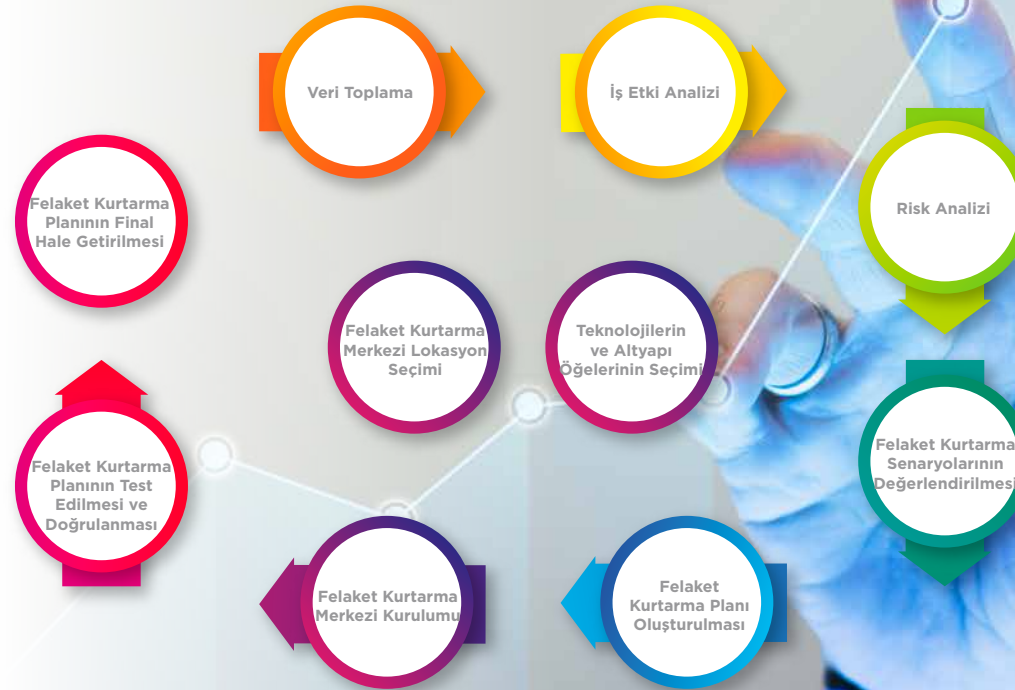 Veri Toplama
İş Etki Analizi
Risk Analizi
Felaket Kurtarma
Senaryolarının
Değerlendirilmesi
Felaket
Kurtarma Planı
Oluşturulması
Felaket Kurtarma
Merkezi Kurulumu
Felaket Kurtarma
Merkezi Lokasyon
Seçimi
Teknolojilerin
ve Altyapı
Öğelerinin Seçimi
Felaket Kurtarma
Planının Test
Edilmesi ve
Doğrulanması
Felaket Kurtarma
Planının Final
Hale Getirilmesi